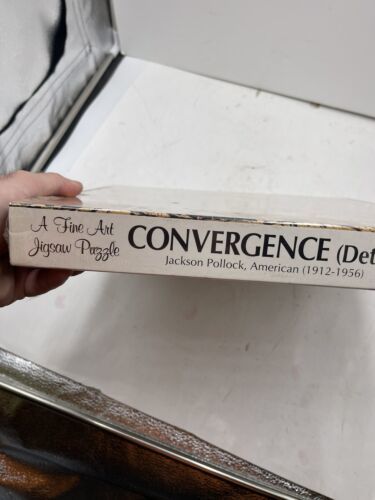 A Fine Art
Jigsaw Puzzle
CONVERGENCE (Det
Jackson Pollock, American (1912-1956)